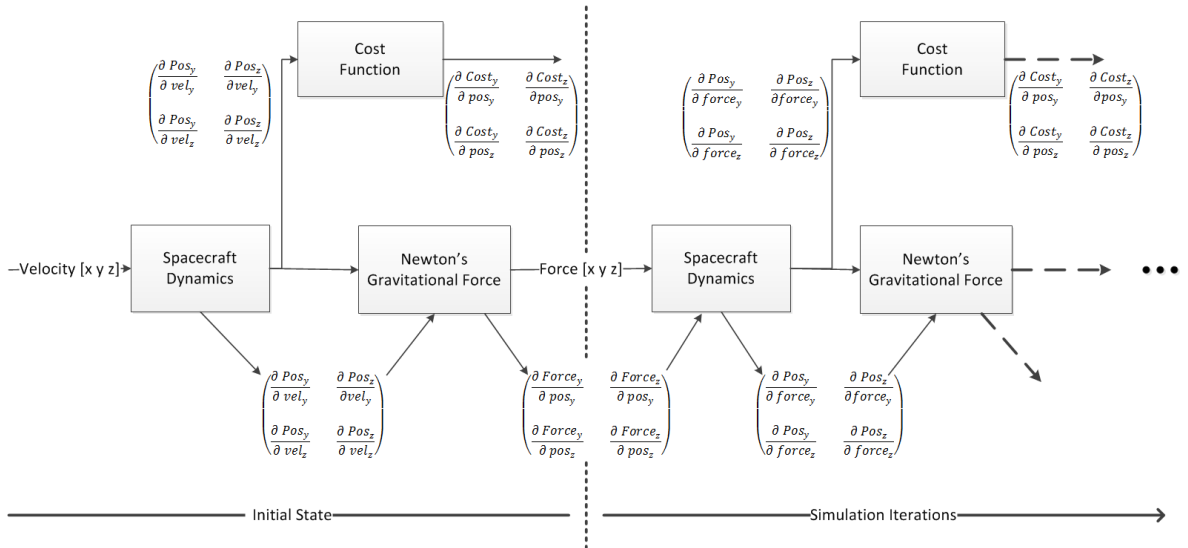 Cost
Function
∂ Pos_y/∂ vel_y ∂ Pos_z/∂vel_y
∂ Pos_y/∂ vel_z ∂ Pos_z/∂ vel_z
∂ Cost_y/∂ pos_y ∂ Cost_z/∂pos_y
∂ Cost_y/∂ pos_z ∂ Cost_z/∂ pos_z
Velocity [x y z]
Spacecraft
Dynamics
Newton's
Gravitational Force
Force [x y z]
∂ Pos_y/∂ vel_y ∂ Pos_z/∂vel_y
∂ Pos_y/∂ vel_z ∂ Pos_z/∂ vel_z
∂ Force_y/∂ pos_y ∂ Force_z/∂ pos_y
∂ Force_y/∂ pos_z ∂ Force_z/∂ pos_z
Initial State
Cost
Function
∂ Pos_y/∂ force_y ∂ Pos_z/∂force_y
∂ Pos_y/∂ force_z ∂ Pos_z/∂ force_z
∂ Cost_y/∂ pos_y ∂ Cost_z/∂pos_y
∂ Cost_y/∂ pos_z ∂ Cost_z/∂ pos_z
Spacecraft
Dynamics
Newton's
Gravitational Force
•••
∂ Pos_y/∂ force_y ∂ Pos_z/∂force_y
∂ Pos_y/∂ force_z ∂ Pos_z/∂ force_z
Simulation Iterations